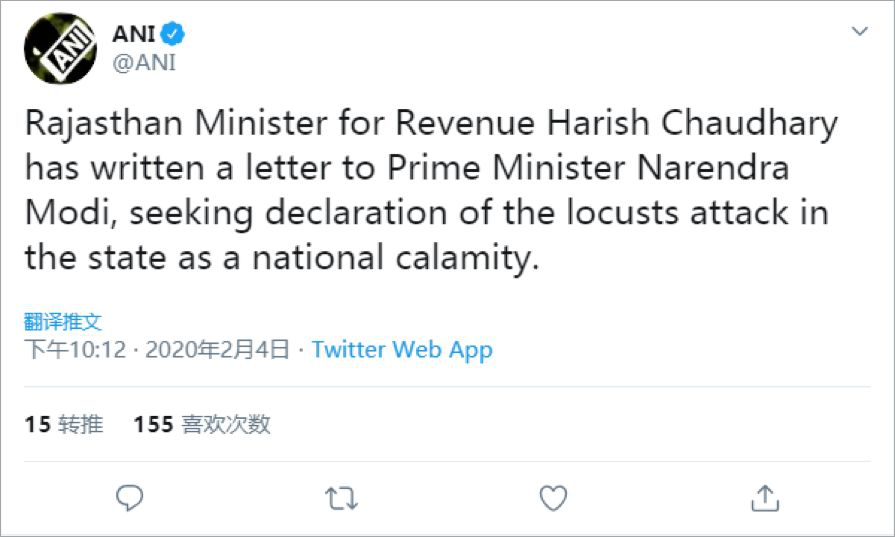 ANI
ANI
@ANI
Rajasthan Minister for Revenue Harish Chaudhary
has written a letter to Prime Minister Narendra
Modi, seeking declaration of the locusts attack in
the state as a national calamity.
翻译推文
下午10:12 · 2020年2月4日 · Twitter Web App
15 转推 155 喜欢次数